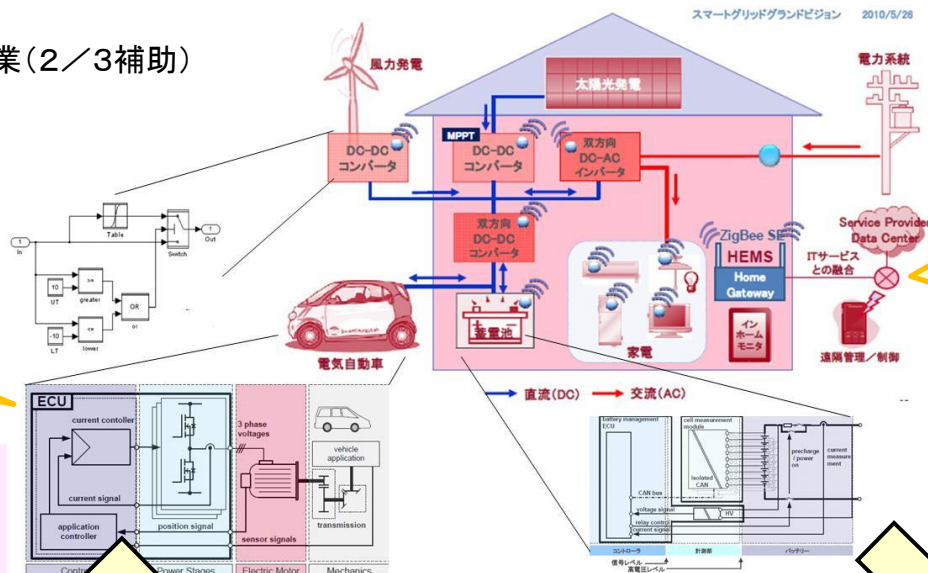 スマートグリッドグランドビジョン 2010/5/26
業（２／３補助）
風力発電
太陽光発電
電力系統
MPPT
DC-DC
コンバータ
DC-DC
コンバータ
双方向
DC-AC
インバータ
双方向
DC-DC
コンバータ
Table
Switch
1
In
1
Out
10
UT
>=
greater
OR
or
-10
LT
<=
lower
ZigBee SE
HEMS
Home
Gateway
イン
ホーム
モニタ
Service Provider
Data Center
ITサービス
との融合
遠隔管理／制御
電気自動車
蓄電池
家電
直流(DC)
交流(AC)
ECU
current contoller
current signal
application
controller
position signal
3 phase
voltages
sensor signals
vehicle
application
transmission
Power Stages
Electric Motor
Mechanics
battery management
ECU
cell measurement
module
isolated
CAN
CAN bus
voltage signal
HV
relay control
current signal
precharge
/ power
on
current
measure
ment
コントローラ
計測部
バッテリー
信号レベル
高電圧レベル